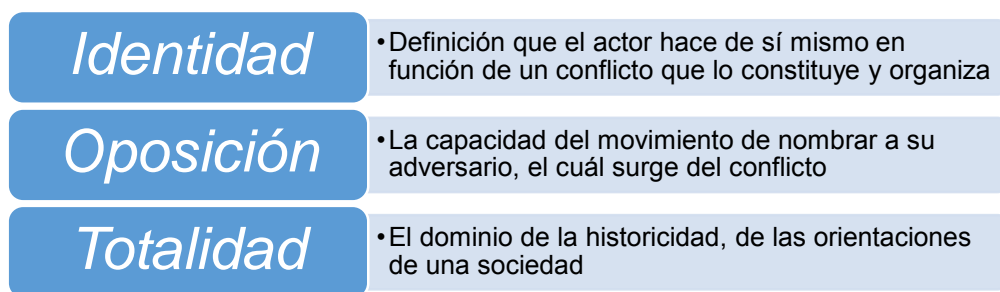 Identidad
•Definición que el actor hace de sí mismo en
función de un conflicto que lo constituye y organiza
Oposición
•La capacidad del movimiento de nombrar a su
adversario, el cuál surge del conflicto
Totalidad
•El dominio de la historicidad, de las orientaciones
de una sociedad